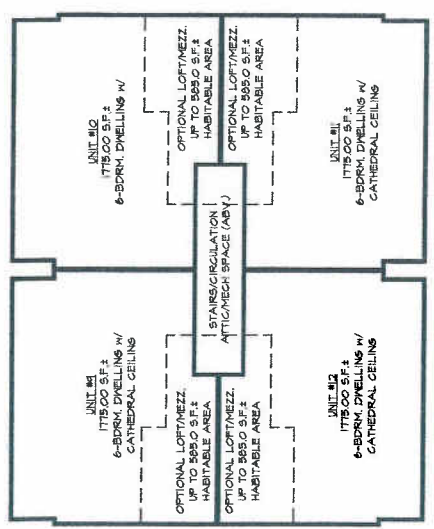 UNIT #10
1775.00 S.F.±
6-BDRM. DWELLING w/
CATHEDRAL CEILING
OPTIONAL LOFT/MEZZ.
UP TO 585.0 S.F.±
HABITABLE AREA
OPTIONAL LOFT/MEZZ.
UP TO 585.0 S.F.±
HABITABLE AREA
UNIT #11
1775.00 S.F.±
6-BDRM. DWELLING w/
CATHEDRAL CEILING
STAIRS/CIRCULATION
ATTIC/MECH SPACE (ABV.)
UNIT #9
1775.00 S.F.±
6-BDRM. DWELLING w/
CATHEDRAL CEILING
OPTIONAL LOFT/MEZZ.
UP TO 585.0 S.F.±
HABITABLE AREA
OPTIONAL LOFT/MEZZ.
UP TO 585.0 S.F.±
HABITABLE AREA
UNIT #12
1775.00 S.F.±
6-BDRM. DWELLING w/
CATHEDRAL CEILING